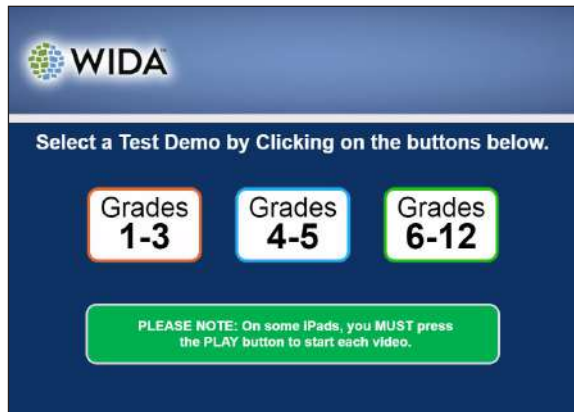 WIDA
Select a Test Demo by Clicking on the buttons below.
Grades
1-3
Grades
4-5
Grades
6-12
PLEASE NOTE: On some iPads, you MUST press
the PLAY button to start each video.